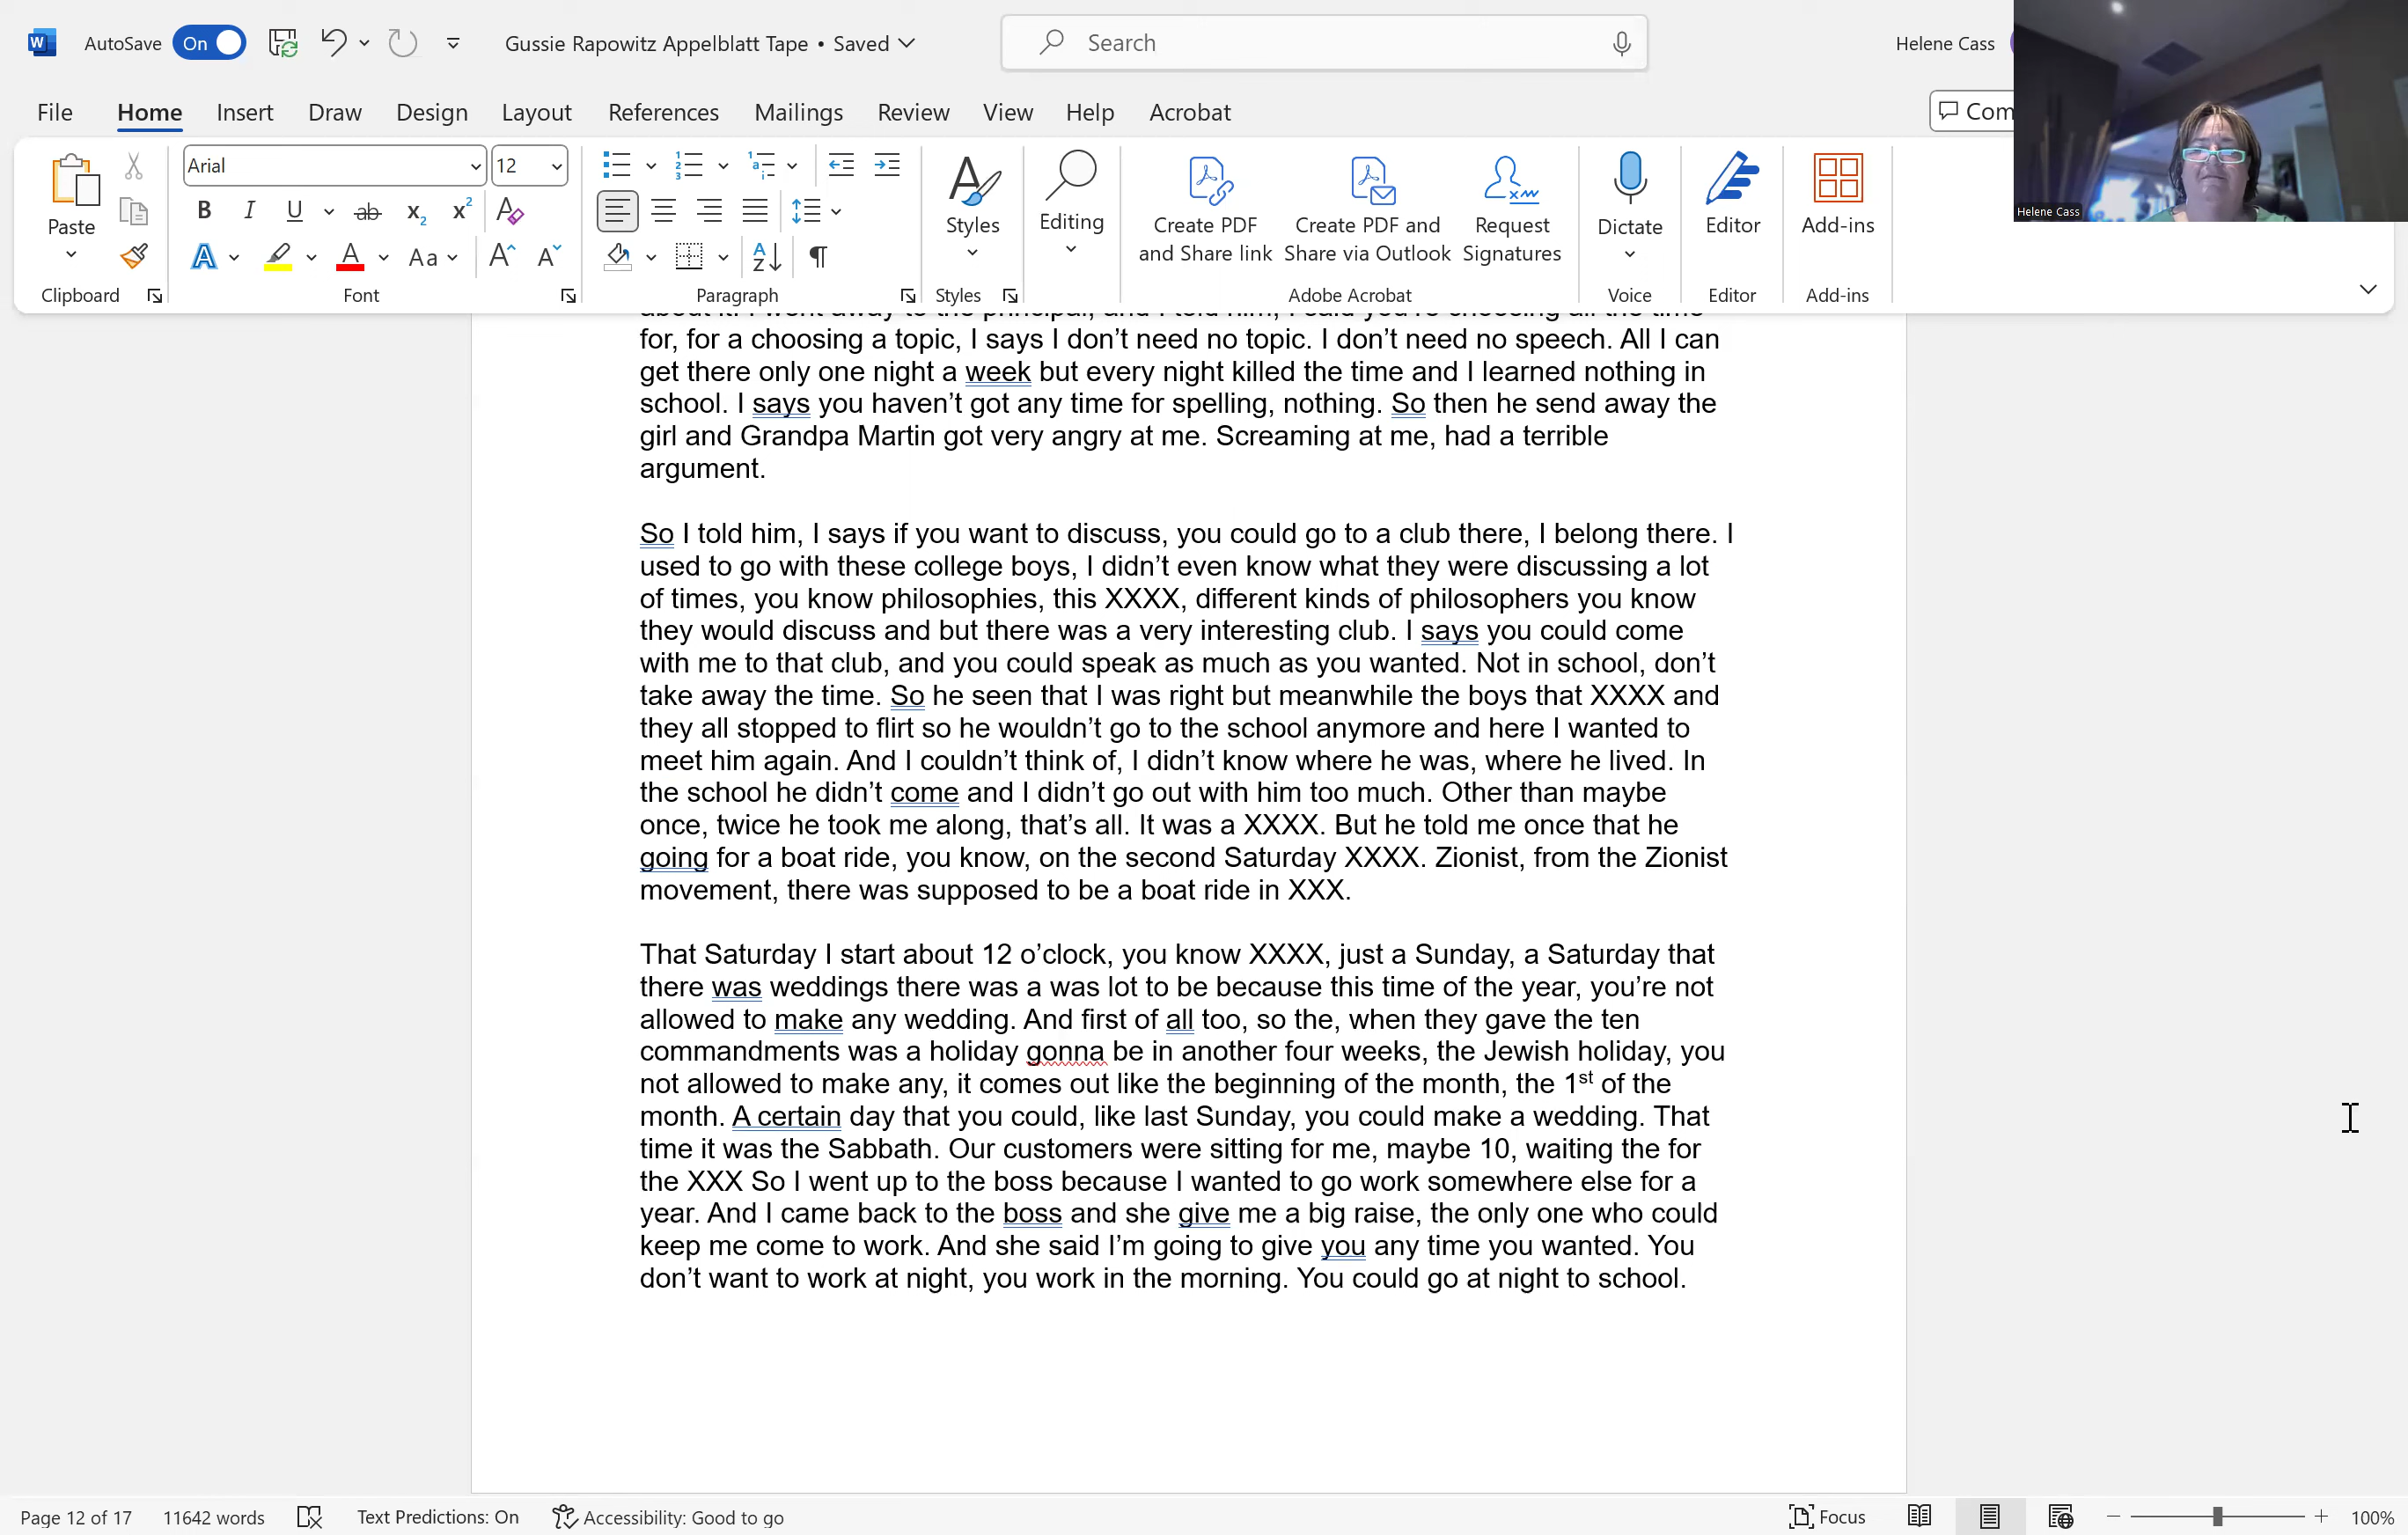 AutoSave On Gussie Rapowitz Appelblatt Tape • Saved Search Helene Cass
File Home Insert Draw Design Layout References Mailings Review View Help Acrobat Com
Helene Cass
Paste
Arial 12
B I U ab x2 x2
A A Aa A A
Styles
Editing
Create PDF and Share link
Create PDF and Share via Outlook
Request Signatures
Dictate
Editor
Add-ins
Clipboard Font Paragraph Styles Adobe Acrobat Voice Editor Add-ins
about it. I went away to the principal, and I told him, I said you're choosing all the time
for, for a choosing a topic, I says I don't need no topic. I don't need no speech. All I can
get there only one night a week but every night killed the time and I learned nothing in
school. I says you haven't got any time for spelling, nothing. So then he send away the
girl and Grandpa Martin got very angry at me. Screaming at me, had a terrible
argument.
So I told him, I says if you want to discuss, you could go to a club there, I belong there. I
used to go with these college boys, I didn't even know what they were discussing a lot
of times, you know philosophies, this XXXX, different kinds of philosophers you know
they would discuss and but there was a very interesting club. I says you could come
with me to that club, and you could speak as much as you wanted. Not in school, don't
take away the time. So he seen that I was right but meanwhile the boys that XXXX and
they all stopped to flirt so he wouldn't go to the school anymore and here I wanted to
meet him again. And I couldn't think of, I didn't know where he was, where he lived. In
the school he didn't come and I didn't go out with him too much. Other than maybe
once, twice he took me along, that's all. It was a XXXX. But he told me once that he
going for a boat ride, you know, on the second Saturday XXXX. Zionist, from the Zionist
movement, there was supposed to be a boat ride in XXX.
That Saturday I start about 12 o'clock, you know XXXX, just a Sunday, a Saturday that
there was weddings there was a was lot to be because this time of the year, you're not
allowed to make any wedding. And first of all too, so the, when they gave the ten
commandments was a holiday gonna be in another four weeks, the Jewish holiday, you
not allowed to make any, it comes out like the beginning of the month, the 1st of the
month. A certain day that you could, like last Sunday, you could make a wedding. That
time it was the Sabbath. Our customers were sitting for me, maybe 10, waiting the for
the XXX So I went up to the boss because I wanted to go work somewhere else for a
year. And I came back to the boss and she give me a big raise, the only one who could
keep me come to work. And she said I'm going to give you any time you wanted. You
don't want to work at night, you work in the morning. You could go at night to school.
Page 12 of 17 11642 words Text Predictions: On Accessibility: Good to go Focus 100%